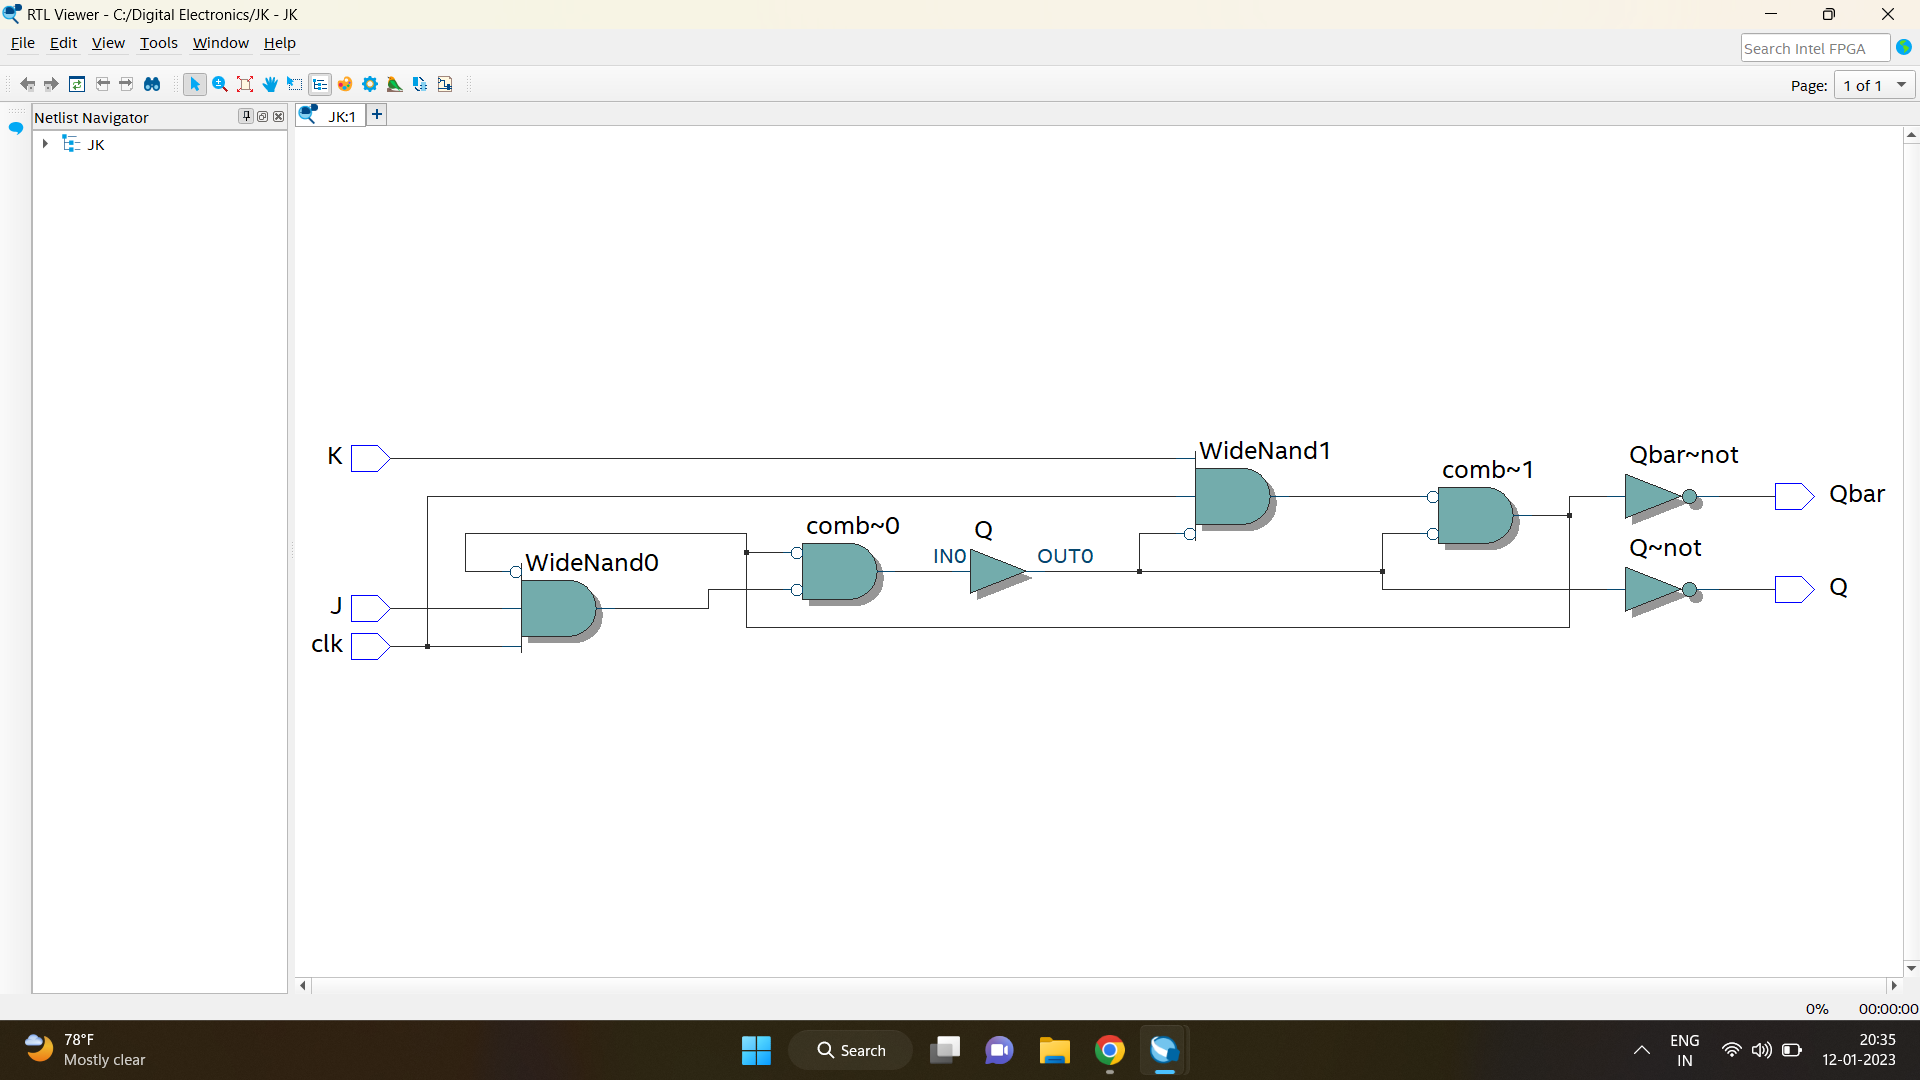 RTL Viewer - C:/Digital Electronics/JK - JK
File Edit View Tools Window Help
Search Intel FPGA
Page: 1 of 1
Netlist Navigator
JK:1
JK
K
WideNand1
Qbar~not
comb~1
Qbar
comb~0
Q
IN0
OUT0
Q~not
WideNand0
Q
J
clk
0% 00:00:00
78°F
Mostly clear
Search
ENG
IN
20:35
12-01-2023